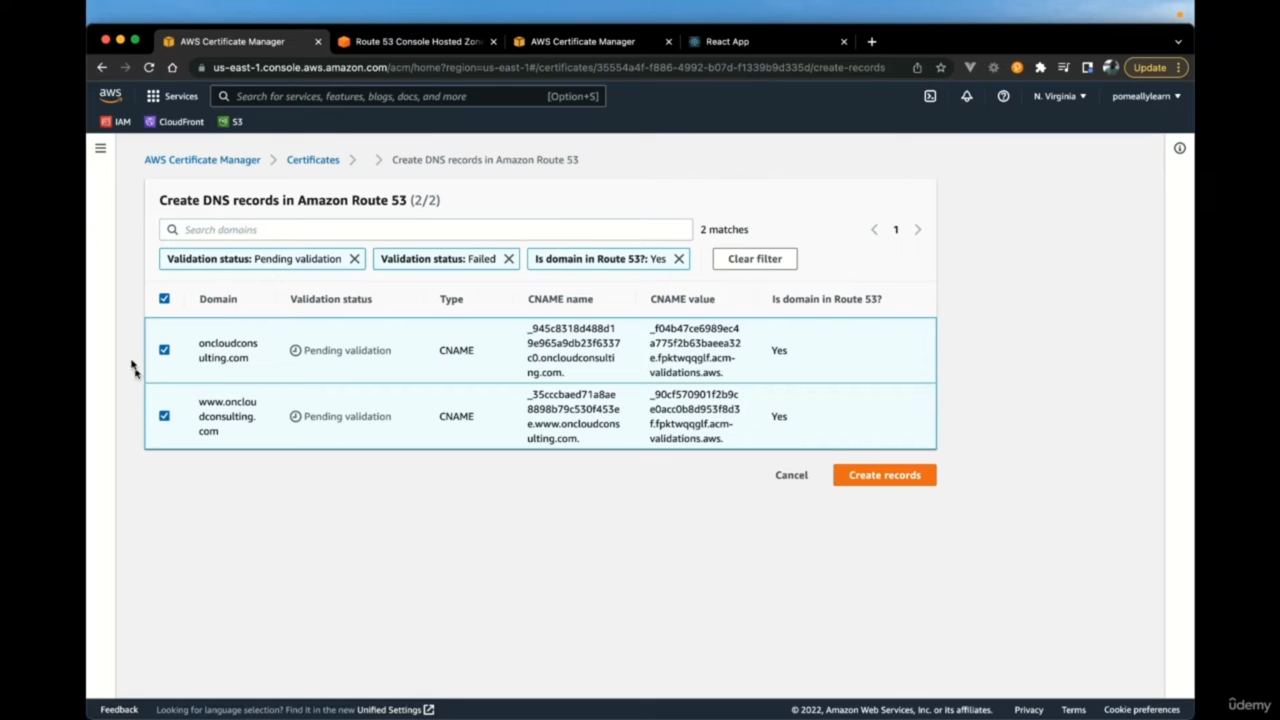 AWS Certificate Manager
Route 53 Console Hosted Zon
AWS Certificate Manager
React App
us-east-1.console.aws.amazon.com/acm/home?region=us-east-1#/certificates/35554a4f-f886-4992-b07d-f1339b9d335d/create-records
Update
aws
Services
Search for services, features, blogs, docs, and more
[Option+S]
N. Virginia
pomeallylearn
IAM
CloudFront
S3
AWS Certificate Manager
Certificates
Create DNS records in Amazon Route 53
Create DNS records in Amazon Route 53 (2/2)
Search domains
2 matches
1
Validation status: Pending validation
Validation status: Failed
Is domain in Route 53?: Yes
Clear filter
Domain
Validation status
Type
CNAME name
CNAME value
Is domain in Route 53?
oncloudcons
ulting.com
Pending validation
CNAME
_945c8318d488d1
9e965a9db23f6337
c0.oncloudconsulti
ng.com.
_f04b47ce6989ec4
a775f2b63baeea32
e.fpktwqqglf.acm-
validations.aws.
Yes
www.onclou
dconsulting.
com
Pending validation
CNAME
_35cccbaed71a8ae
8898b79c530f453e
e.www.oncloudcons
ulting.com.
_90cf570901f2b9c
e0acc0b8d953f8d3
f.fpktwqqglf.acm-
validations.aws.
Yes
Cancel
Create records
Feedback
Looking for language selection? Find it in the new Unified Settings
© 2022, Amazon Web Services, Inc. or its affiliates.
Privacy
Terms
Cookie preferences
ûdemy